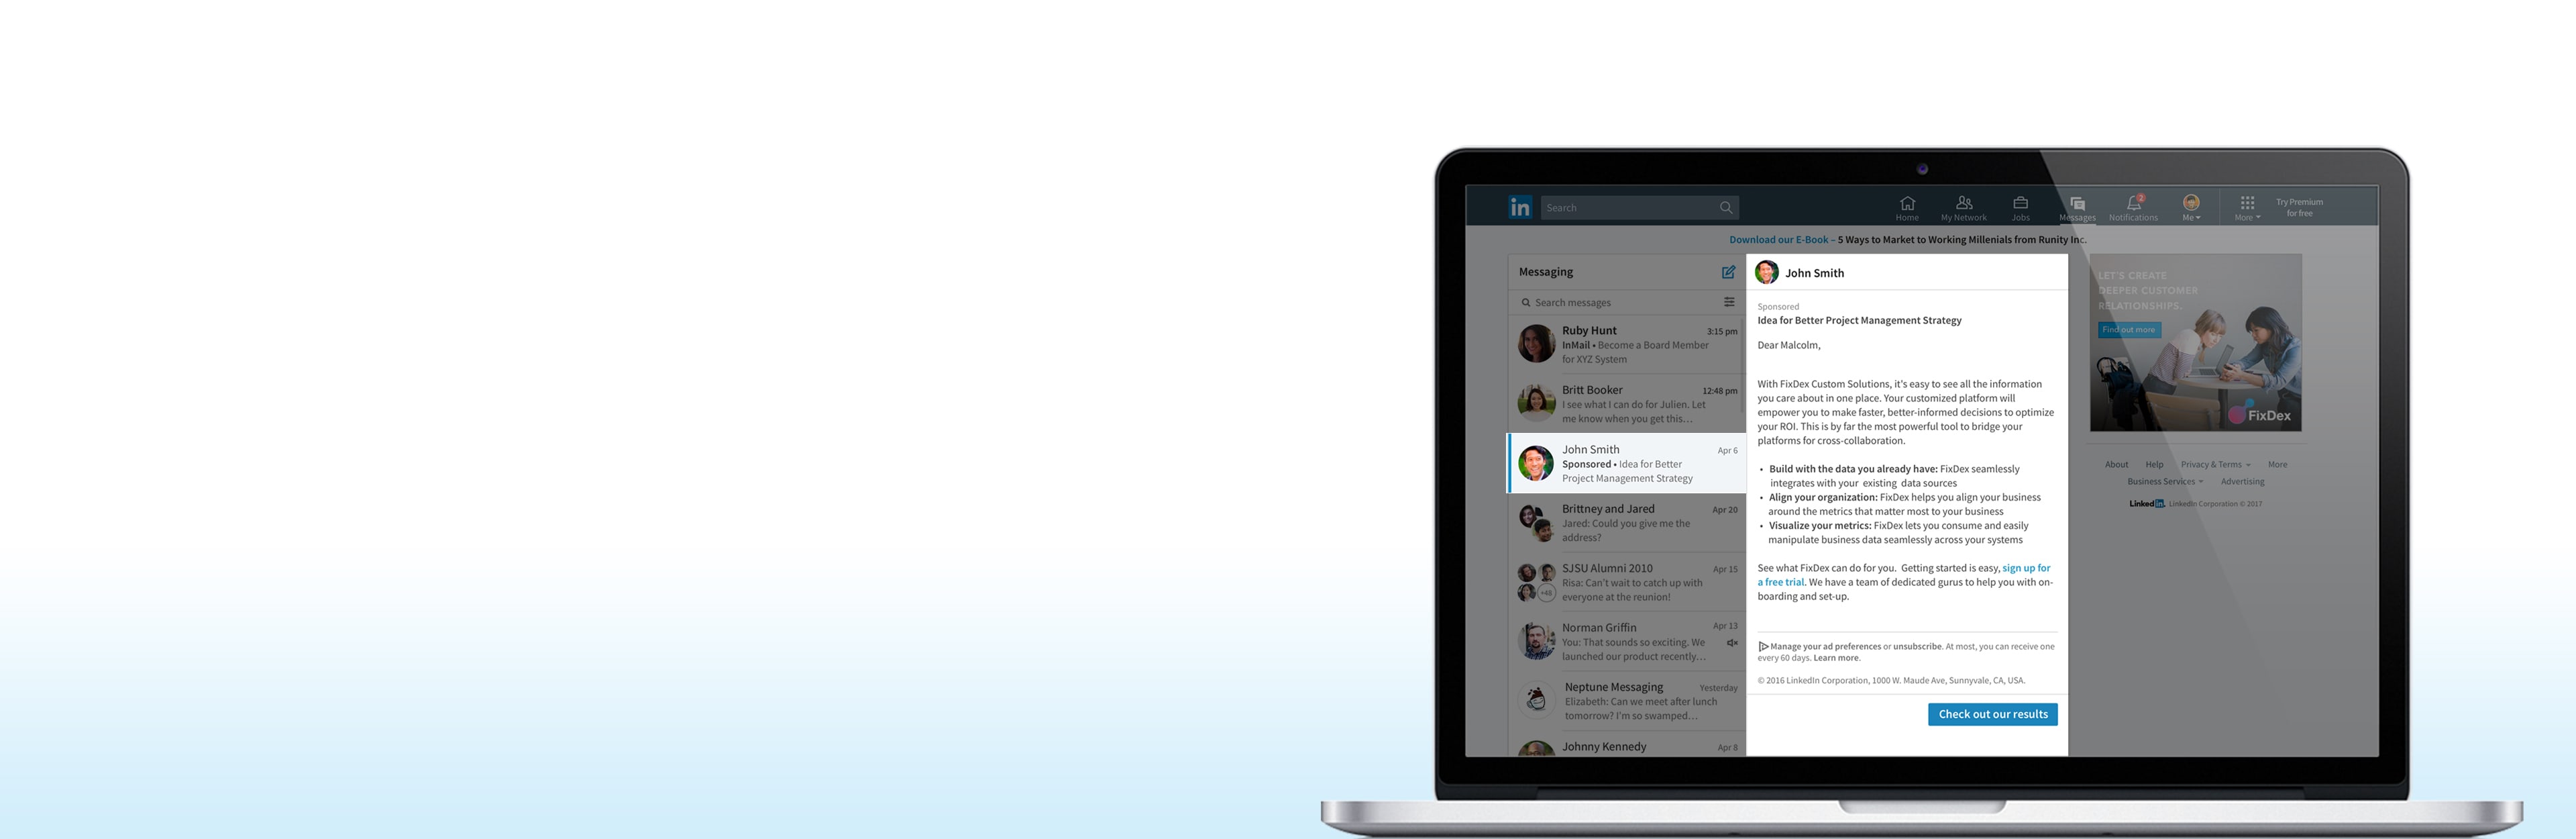 in Search
Home My Network Jobs Messages 2 Notifications Me More Try Premium
for free
Download our E-Book – 5 Ways to Market to Working Millenials from Runity Inc.
Messaging
Search messages
Ruby Hunt 3:15 pm
InMail • Become a Board Member
for XYZ System
Britt Booker 12:48 pm
I see what I can do for Julien. Let
me know when you get this…
John Smith Apr 6
Sponsored • Idea for Better
Project Management Strategy
Brittney and Jared Apr 20
Jared: Could you give me the
address?
SJSU Alumni 2010 Apr 15
Risa: Can't wait to catch up with
everyone at the reunion!
+48
Norman Griffin Apr 13
You: That sounds so exciting. We
launched our product recently…
Neptune Messaging Yesterday
Elizabeth: Can we meet after lunch
tomorrow? I'm so swamped…
Johnny Kennedy Apr 8
John Smith
Sponsored
Idea for Better Project Management Strategy
Dear Malcolm,
With FixDex Custom Solutions, it's easy to see all the information
you care about in one place. Your customized platform will
empower you to make faster, better-informed decisions to optimize
your ROI. This is by far the most powerful tool to bridge your
platforms for cross-collaboration.
• Build with the data you already have: FixDex seamlessly
integrates with your existing data sources
• Align your organization: FixDex helps you align your business
around the metrics that matter most to your business
• Visualize your metrics: FixDex lets you consume and easily
manipulate business data seamlessly across your systems
See what FixDex can do for you. Getting started is easy, sign up for
a free trial. We have a team of dedicated gurus to help you with on-
boarding and set-up.
Manage your ad preferences or unsubscribe. At most, you can receive one
every 60 days. Learn more.
© 2016 LinkedIn Corporation, 1000 W. Maude Ave, Sunnyvale, CA, USA.
Check out our results
LET'S CREATE
DEEPER CUSTOMER
RELATIONSHIPS.
Find out more
FixDex
About Help Privacy & Terms More
Business Services Advertising
LinkedIn LinkedIn Corporation © 2017